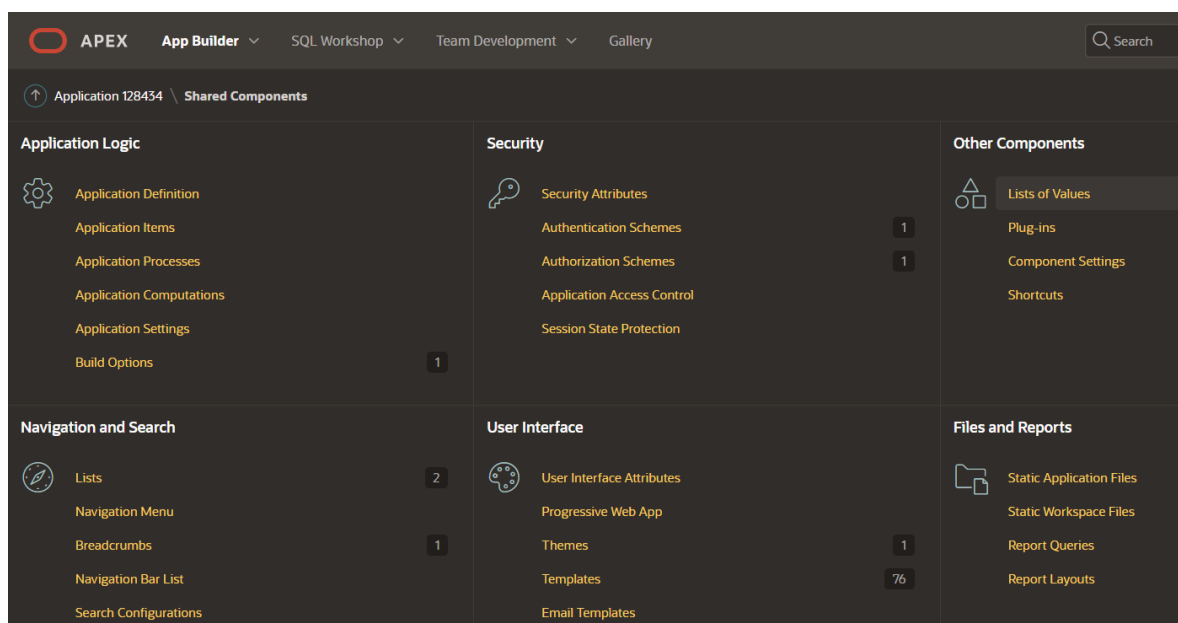 APEX App Builder SQL Workshop Team Development Gallery Search
Application 128434 \ Shared Components
Application Logic
Application Definition
Application Items
Application Processes
Application Computations
Application Settings
Build Options 1
Security
Security Attributes
Authentication Schemes 1
Authorization Schemes 1
Application Access Control
Session State Protection
Other Components
Lists of Values
Plug-ins
Component Settings
Shortcuts
Navigation and Search
Lists 2
Navigation Menu
Breadcrumbs 1
Navigation Bar List
Search Configurations
User Interface
User Interface Attributes
Progressive Web App
Themes 1
Templates 76
Email Templates
Files and Reports
Static Application Files
Static Workspace Files
Report Queries
Report Layouts